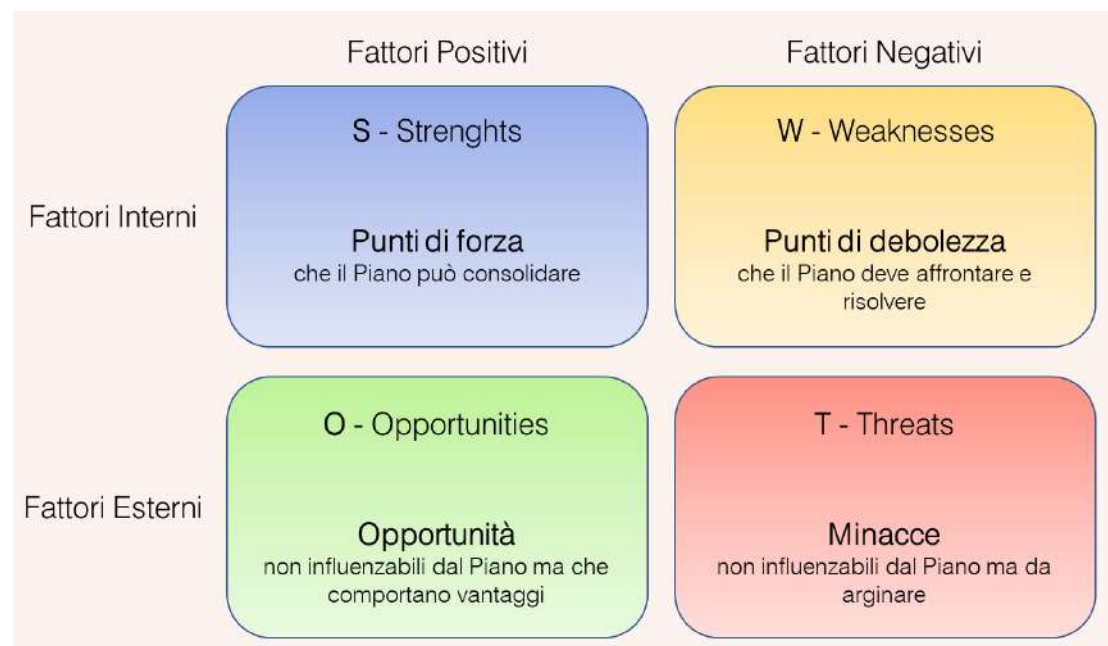 Fattori Positivi
Fattori Negativi
Fattori Interni
S - Strenghts
Punti di forza
che il Piano può consolidare
W - Weaknesses
Punti di debolezza
che il Piano deve affrontare e
risolvere
Fattori Esterni
O - Opportunities
Opportunità
non influenzabili dal Piano ma che
comportano vantaggi
T - Threats
Minacce
non influenzabili dal Piano ma da
arginare